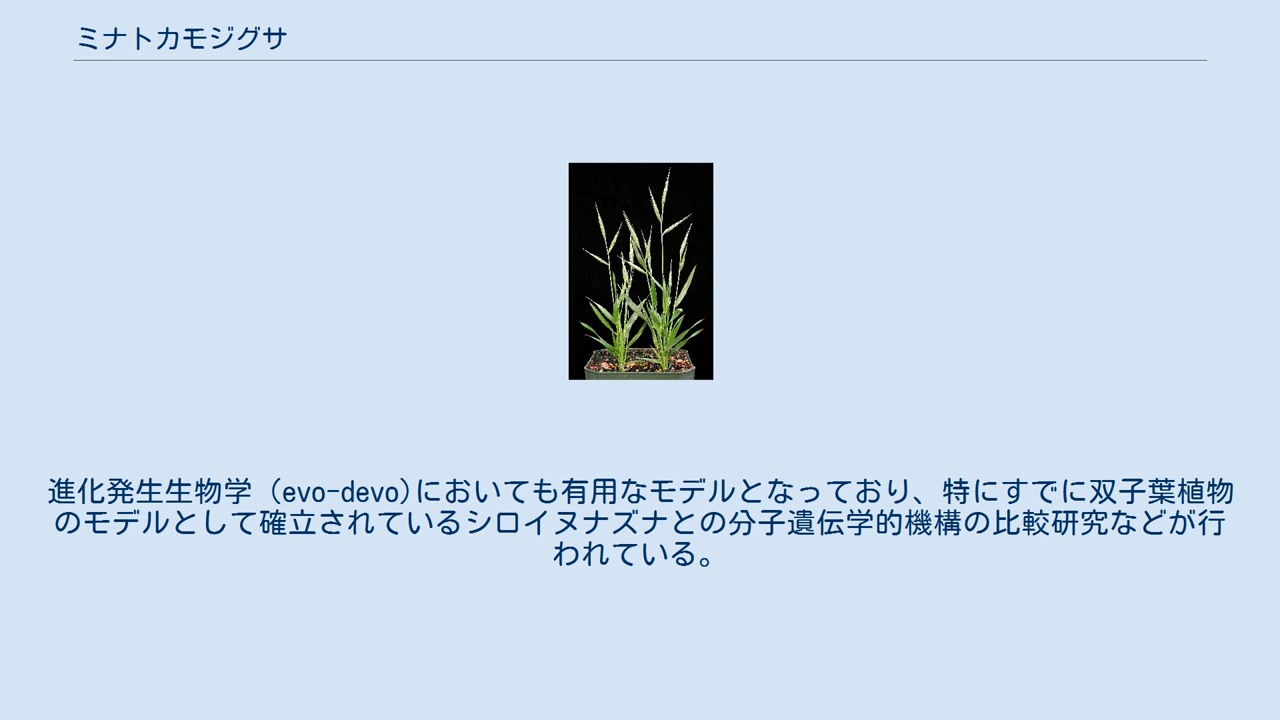 ミナトカモジグサ
進化発生生物学（evo-devo)においても有用なモデルとなっており、特にすでに双子葉植物
のモデルとして確立されているシロイヌナズナとの分子遺伝学的機構の比較研究などが行
われている。